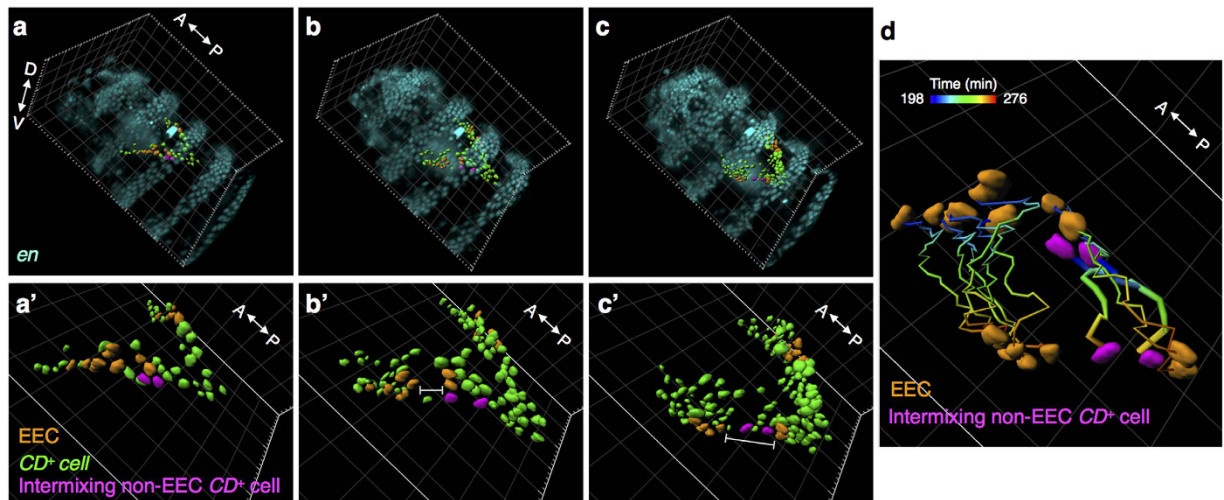 a
A
P
D
V
en
b
A
P
c
A
P
d
Time (min)
198 276
A
P
EEC
Intermixing non-EEC CD⁺ cell
a'
A
P
EEC
CD⁺ cell
Intermixing non-EEC CD⁺ cell
b'
A
P
c'
A
P